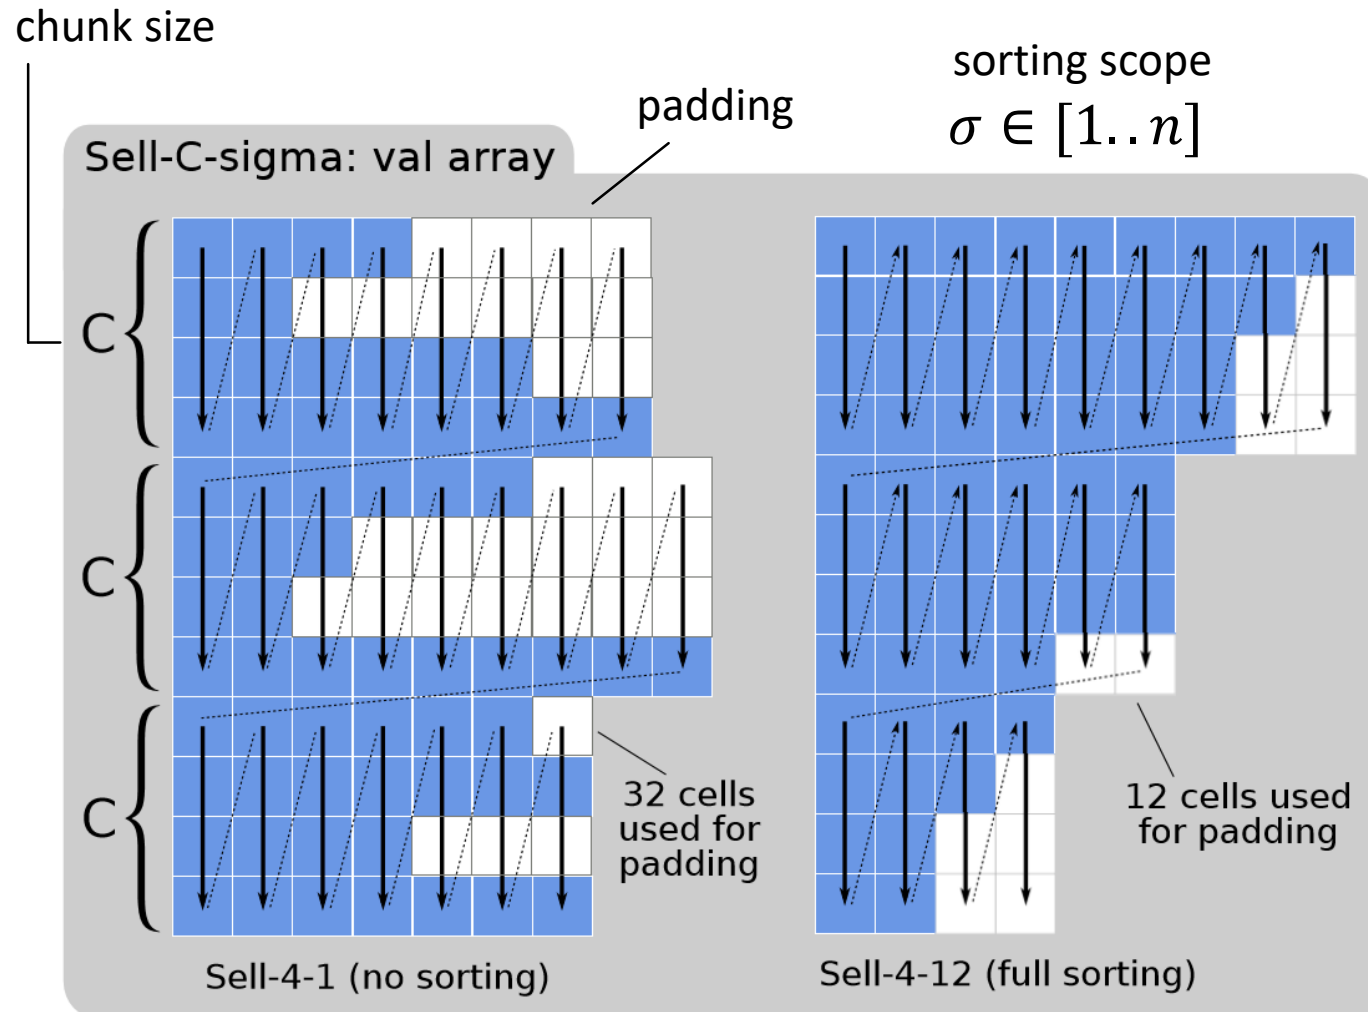 chunk size
sorting scope
padding
σ ∈ [1..n]
Sell-C-sigma: val array
C
C
C
32 cells
used for
padding
12 cells used
for padding
Sell-4-1 (no sorting)
Sell-4-12 (full sorting)